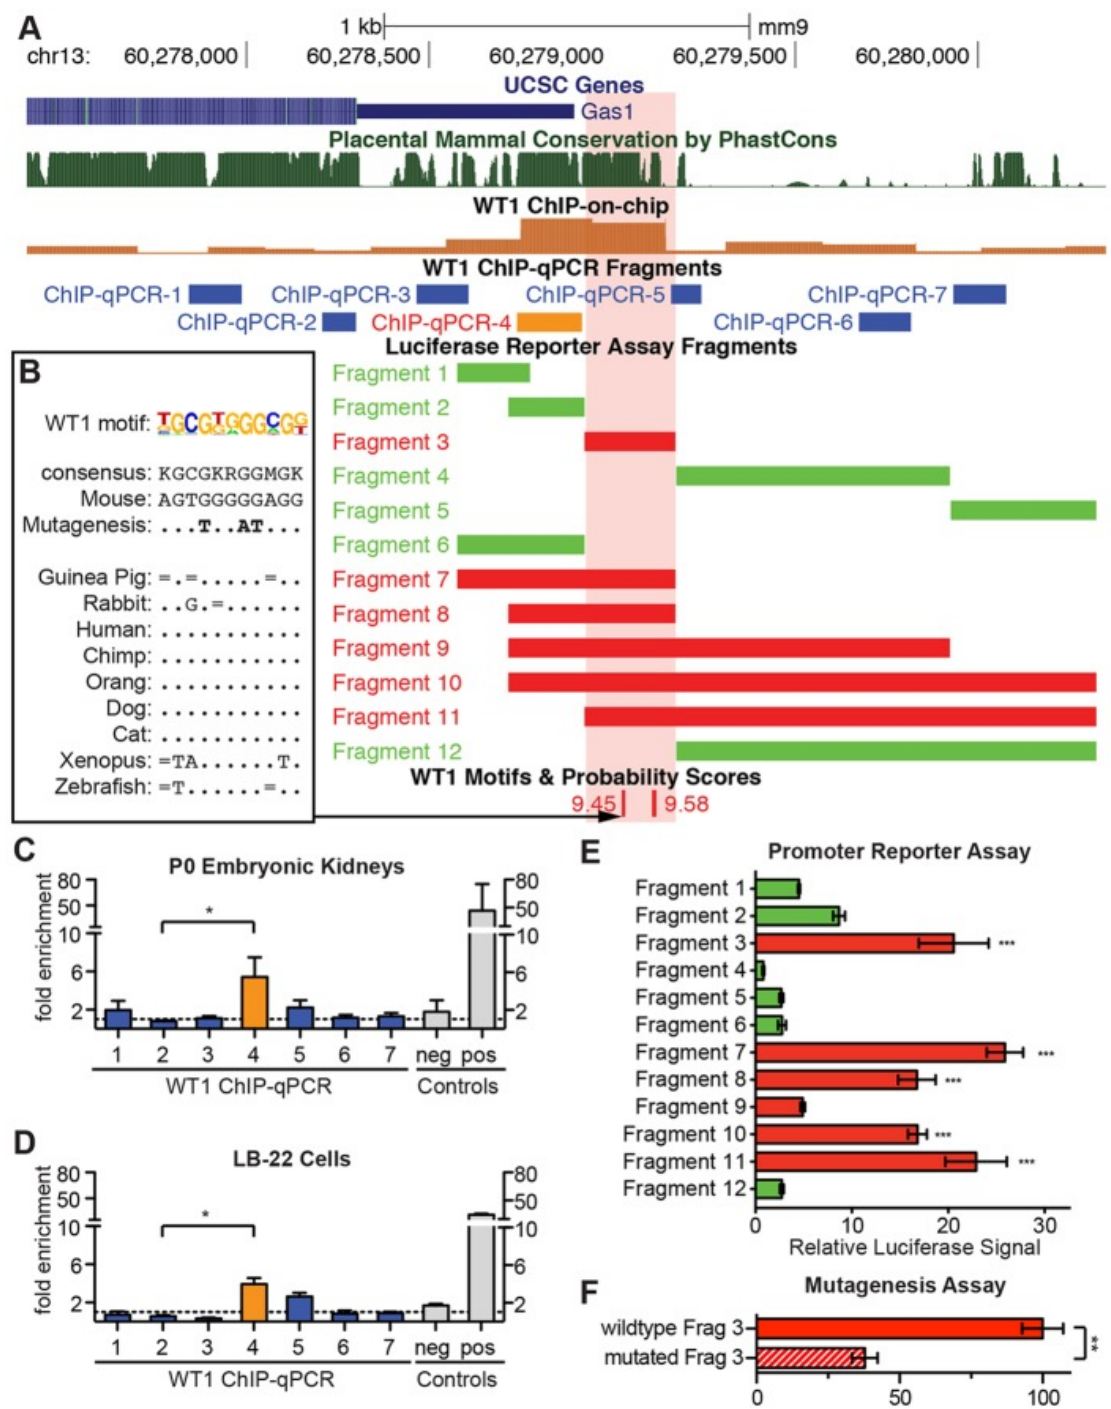 A
1 kb mm9
chr13: 60,278,000 60,278,500 60,279,000 60,279,500 60,280,000
UCSC Genes
Gas1
Placental Mammal Conservation by PhastCons
WT1 ChIP-on-chip
WT1 ChIP-qPCR Fragments
ChIP-qPCR-1 ChIP-qPCR-3 ChIP-qPCR-5 ChIP-qPCR-7
ChIP-qPCR-2 ChIP-qPCR-4 ChIP-qPCR-6
Luciferase Reporter Assay Fragments
Fragment 1
Fragment 2
Fragment 3
Fragment 4
Fragment 5
Fragment 6
Fragment 7
Fragment 8
Fragment 9
Fragment 10
Fragment 11
Fragment 12
WT1 Motifs & Probability Scores
9.45 9.58
B
WT1 motif: TGCGTGGGCGG
consensus: KGCGKRGGMGK
Mouse: AGTGGGGGAGG
Mutagenesis: ...T..AT...
Guinea Pig: =.=.....=..
Rabbit: ..G.=......
Human: ...........
Chimp: ...........
Orang: ...........
Dog: ...........
Cat: ...........
Xenopus: =TA......T.
Zebrafish: =T......=..
C
P0 Embryonic Kidneys
fold enrichment
80 80
50 50
10 10
6 6
2 2
*
1 2 3 4 5 6 7 neg pos
WT1 ChIP-qPCR Controls
D
LB-22 Cells
fold enrichment
80 80
50 50
10 10
6 6
2 2
*
1 2 3 4 5 6 7 neg pos
WT1 ChIP-qPCR Controls
E
Promoter Reporter Assay
Fragment 1
Fragment 2
Fragment 3 ***
Fragment 4
Fragment 5
Fragment 6
Fragment 7 ***
Fragment 8 ***
Fragment 9
Fragment 10 ***
Fragment 11 ***
Fragment 12
0 10 20 30
Relative Luciferase Signal
F
Mutagenesis Assay
wildtype Frag 3
mutated Frag 3
**
0 50 100